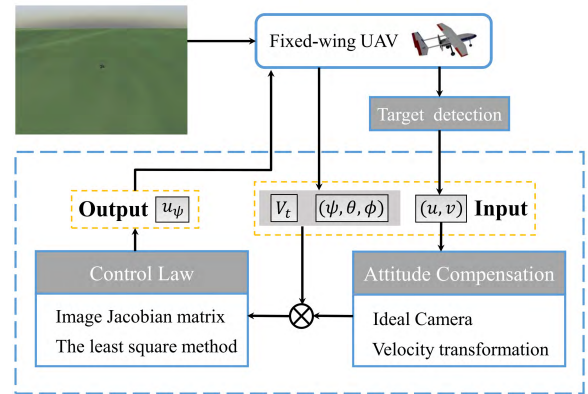 Fixed-wing UAV
Target detection
Output u_ψ
V_t (ψ, θ, ϕ) (u, v) Input
Control Law
Image Jacobian matrix
The least square method
Attitude Compensation
Ideal Camera
Velocity transformation